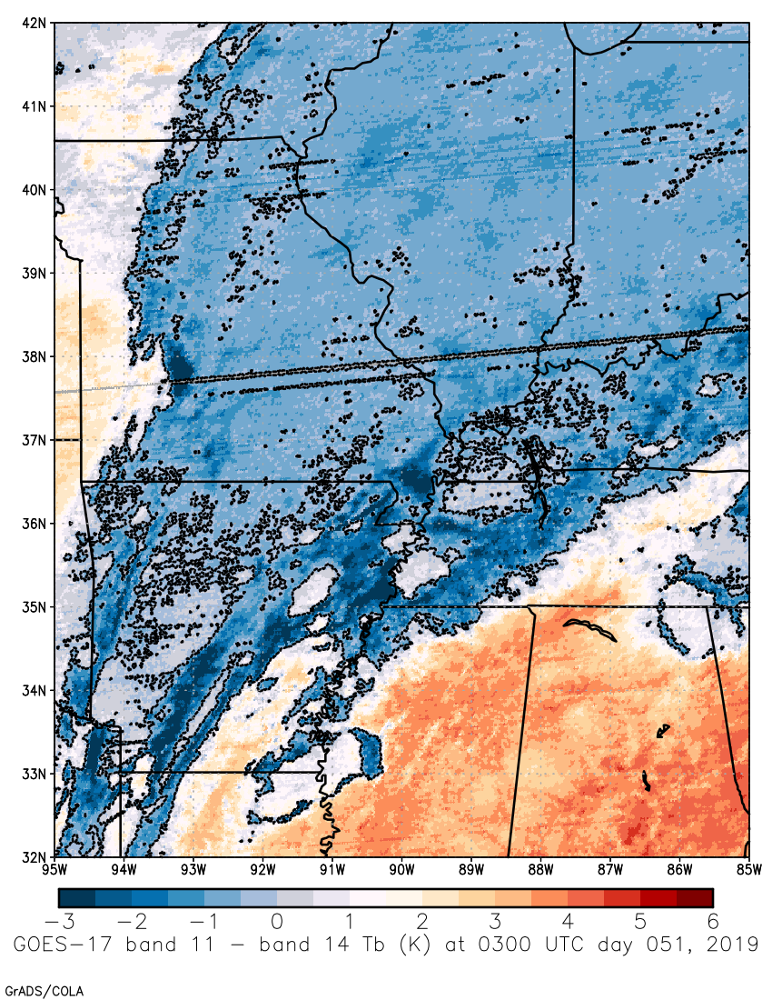 42N
41N
40N
39N
38N
37N
36N
35N
34N
33N
32N
95W 94W 93W 92W 91W 90W 89W 88W 87W 86W 85W
−3 −2 −1 0 1 2 3 4 5 6
GOES−17 band 11 − band 14 Tb (K) at 0300 UTC day 051, 2019
GrADS/COLA